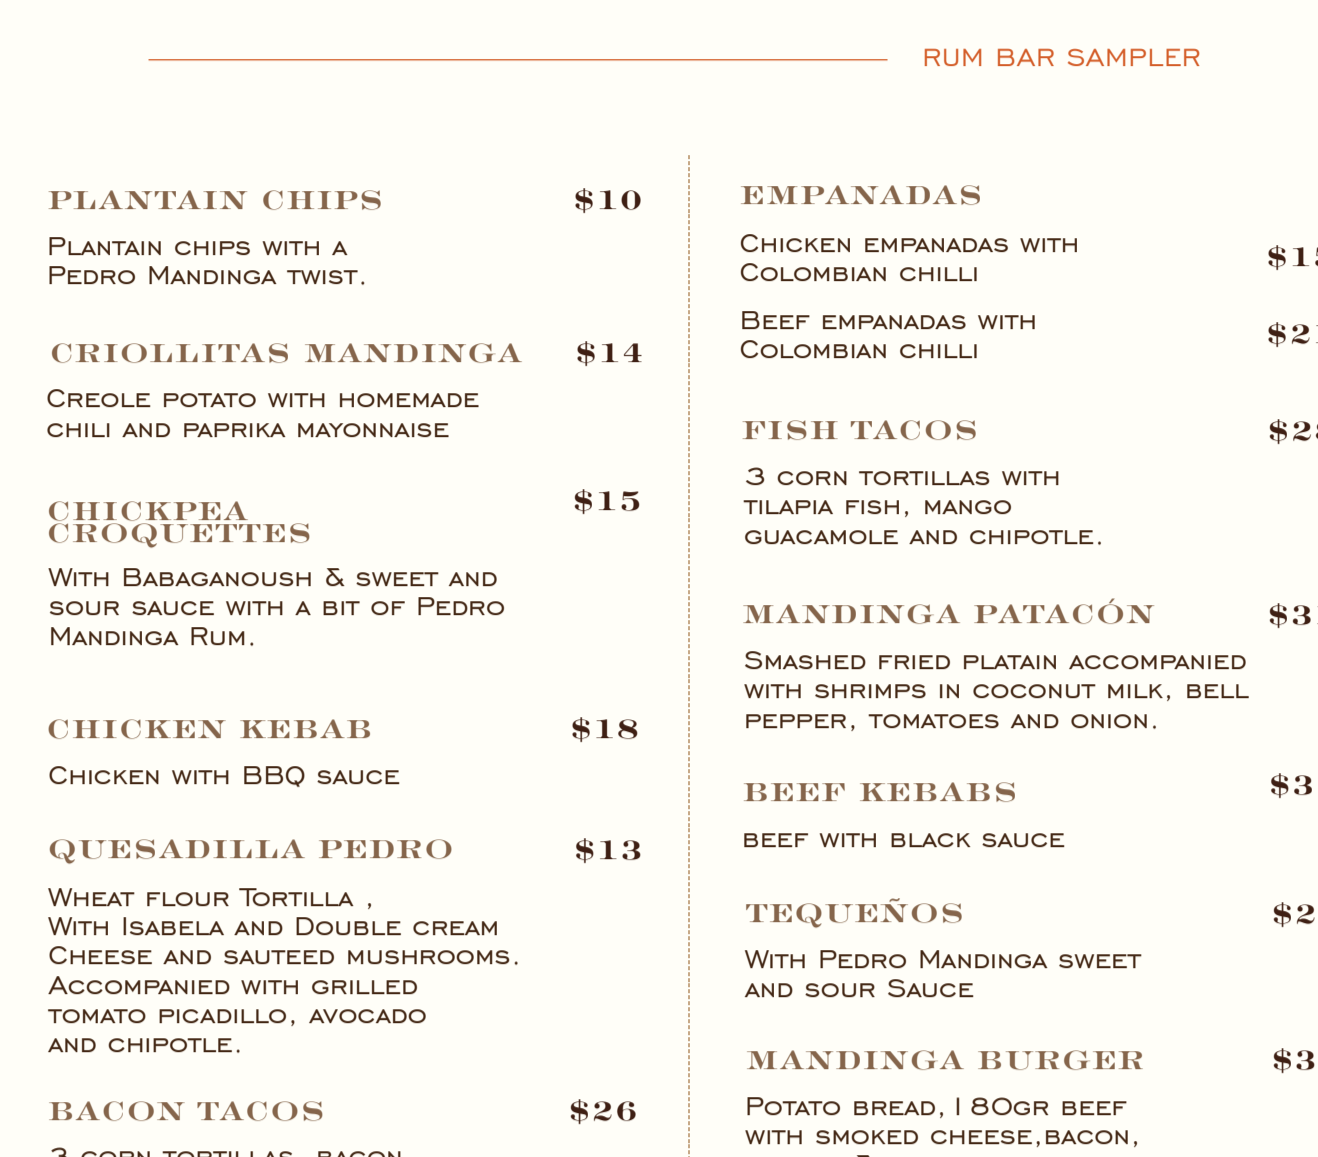 RUM BAR SAMPLER
PLANTAIN CHIPS $10
Plantain chips with a
Pedro Mandinga twist.
CRIOLLITAS MANDINGA $14
Creole potato with homemade
chili and paprika mayonnaise
CHICKPEA $15
CROQUETTES
With Babaganoush & sweet and
sour sauce with a bit of Pedro
Mandinga Rum.
CHICKEN KEBAB $18
Chicken with BBQ sauce
QUESADILLA PEDRO $13
Wheat flour Tortilla ,
With Isabela and Double cream
Cheese and sauteed mushrooms.
Accompanied with grilled
tomato picadillo, avocado
and chipotle.
BACON TACOS $26
3 corn tortillas, bacon
EMPANADAS
Chicken empanadas with
Colombian chilli
Beef empanadas with
Colombian chilli
FISH TACOS
3 corn tortillas with
tilapia fish, mango
guacamole and chipotle.
MANDINGA PATACÓN
Smashed fried platain accompanied
with shrimps in coconut milk, bell
pepper, tomatoes and onion.
BEEF KEBABS
beef with black sauce
TEQUEÑOS
With Pedro Mandinga sweet
and sour Sauce
MANDINGA BURGER
Potato bread,180gr beef
with smoked cheese,bacon,